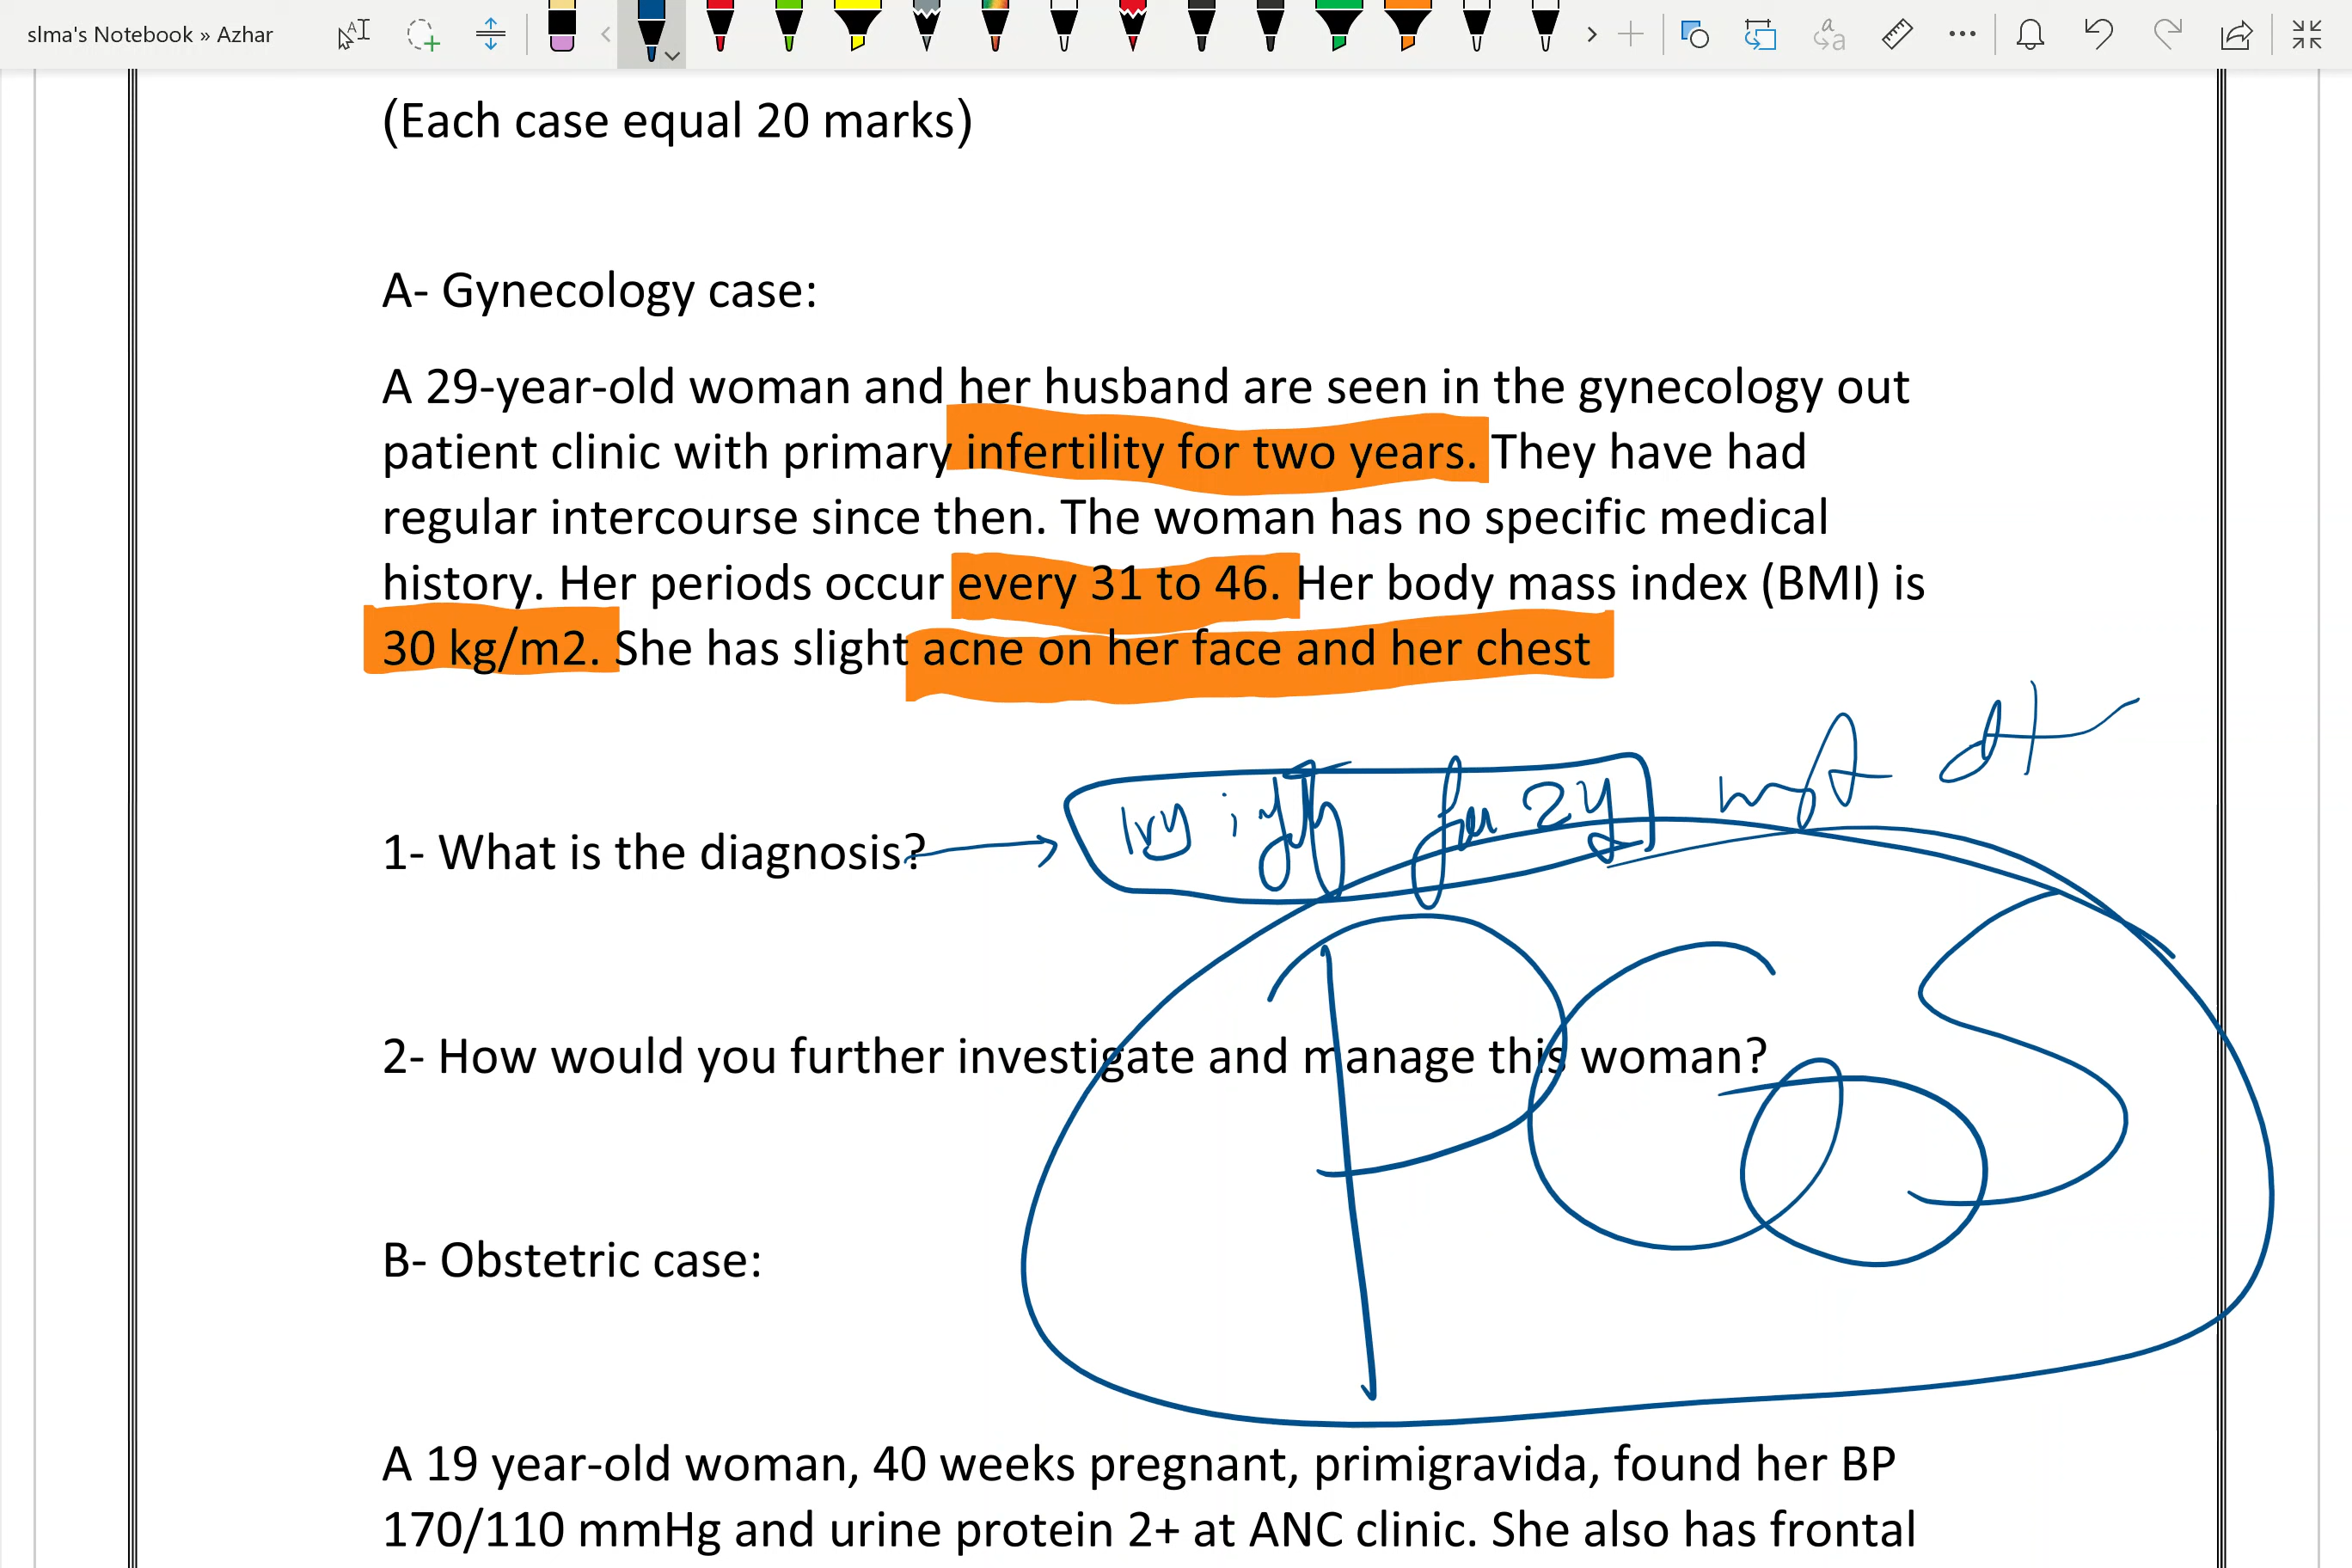 slma's Notebook » Azhar
(Each case equal 20 marks)
A- Gynecology case:
A 29-year-old woman and her husband are seen in the gynecology out
patient clinic with primary infertility for two years. They have had
regular intercourse since then. The woman has no specific medical
history. Her periods occur every 31 to 46. Her body mass index (BMI) is
30 kg/m2. She has slight acne on her face and her chest
1- What is the diagnosis?
2y
PCOS
2- How would you further investigate and manage this woman?
B- Obstetric case:
A 19 year-old woman, 40 weeks pregnant, primigravida, found her BP
170/110 mmHg and urine protein 2+ at ANC clinic. She also has frontal